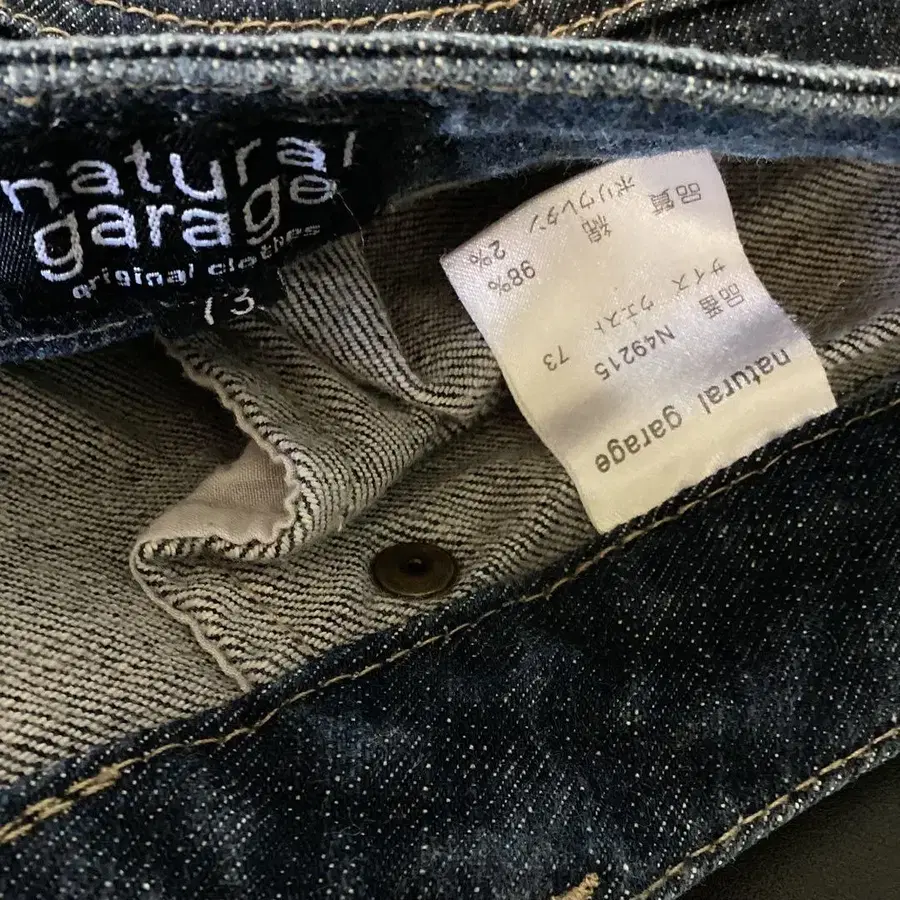 natural
garage
original clothes
73
natural garage
品番 N49215
サイズ ウエスト 73
品質 綿 98%
ポリウレタン 2%